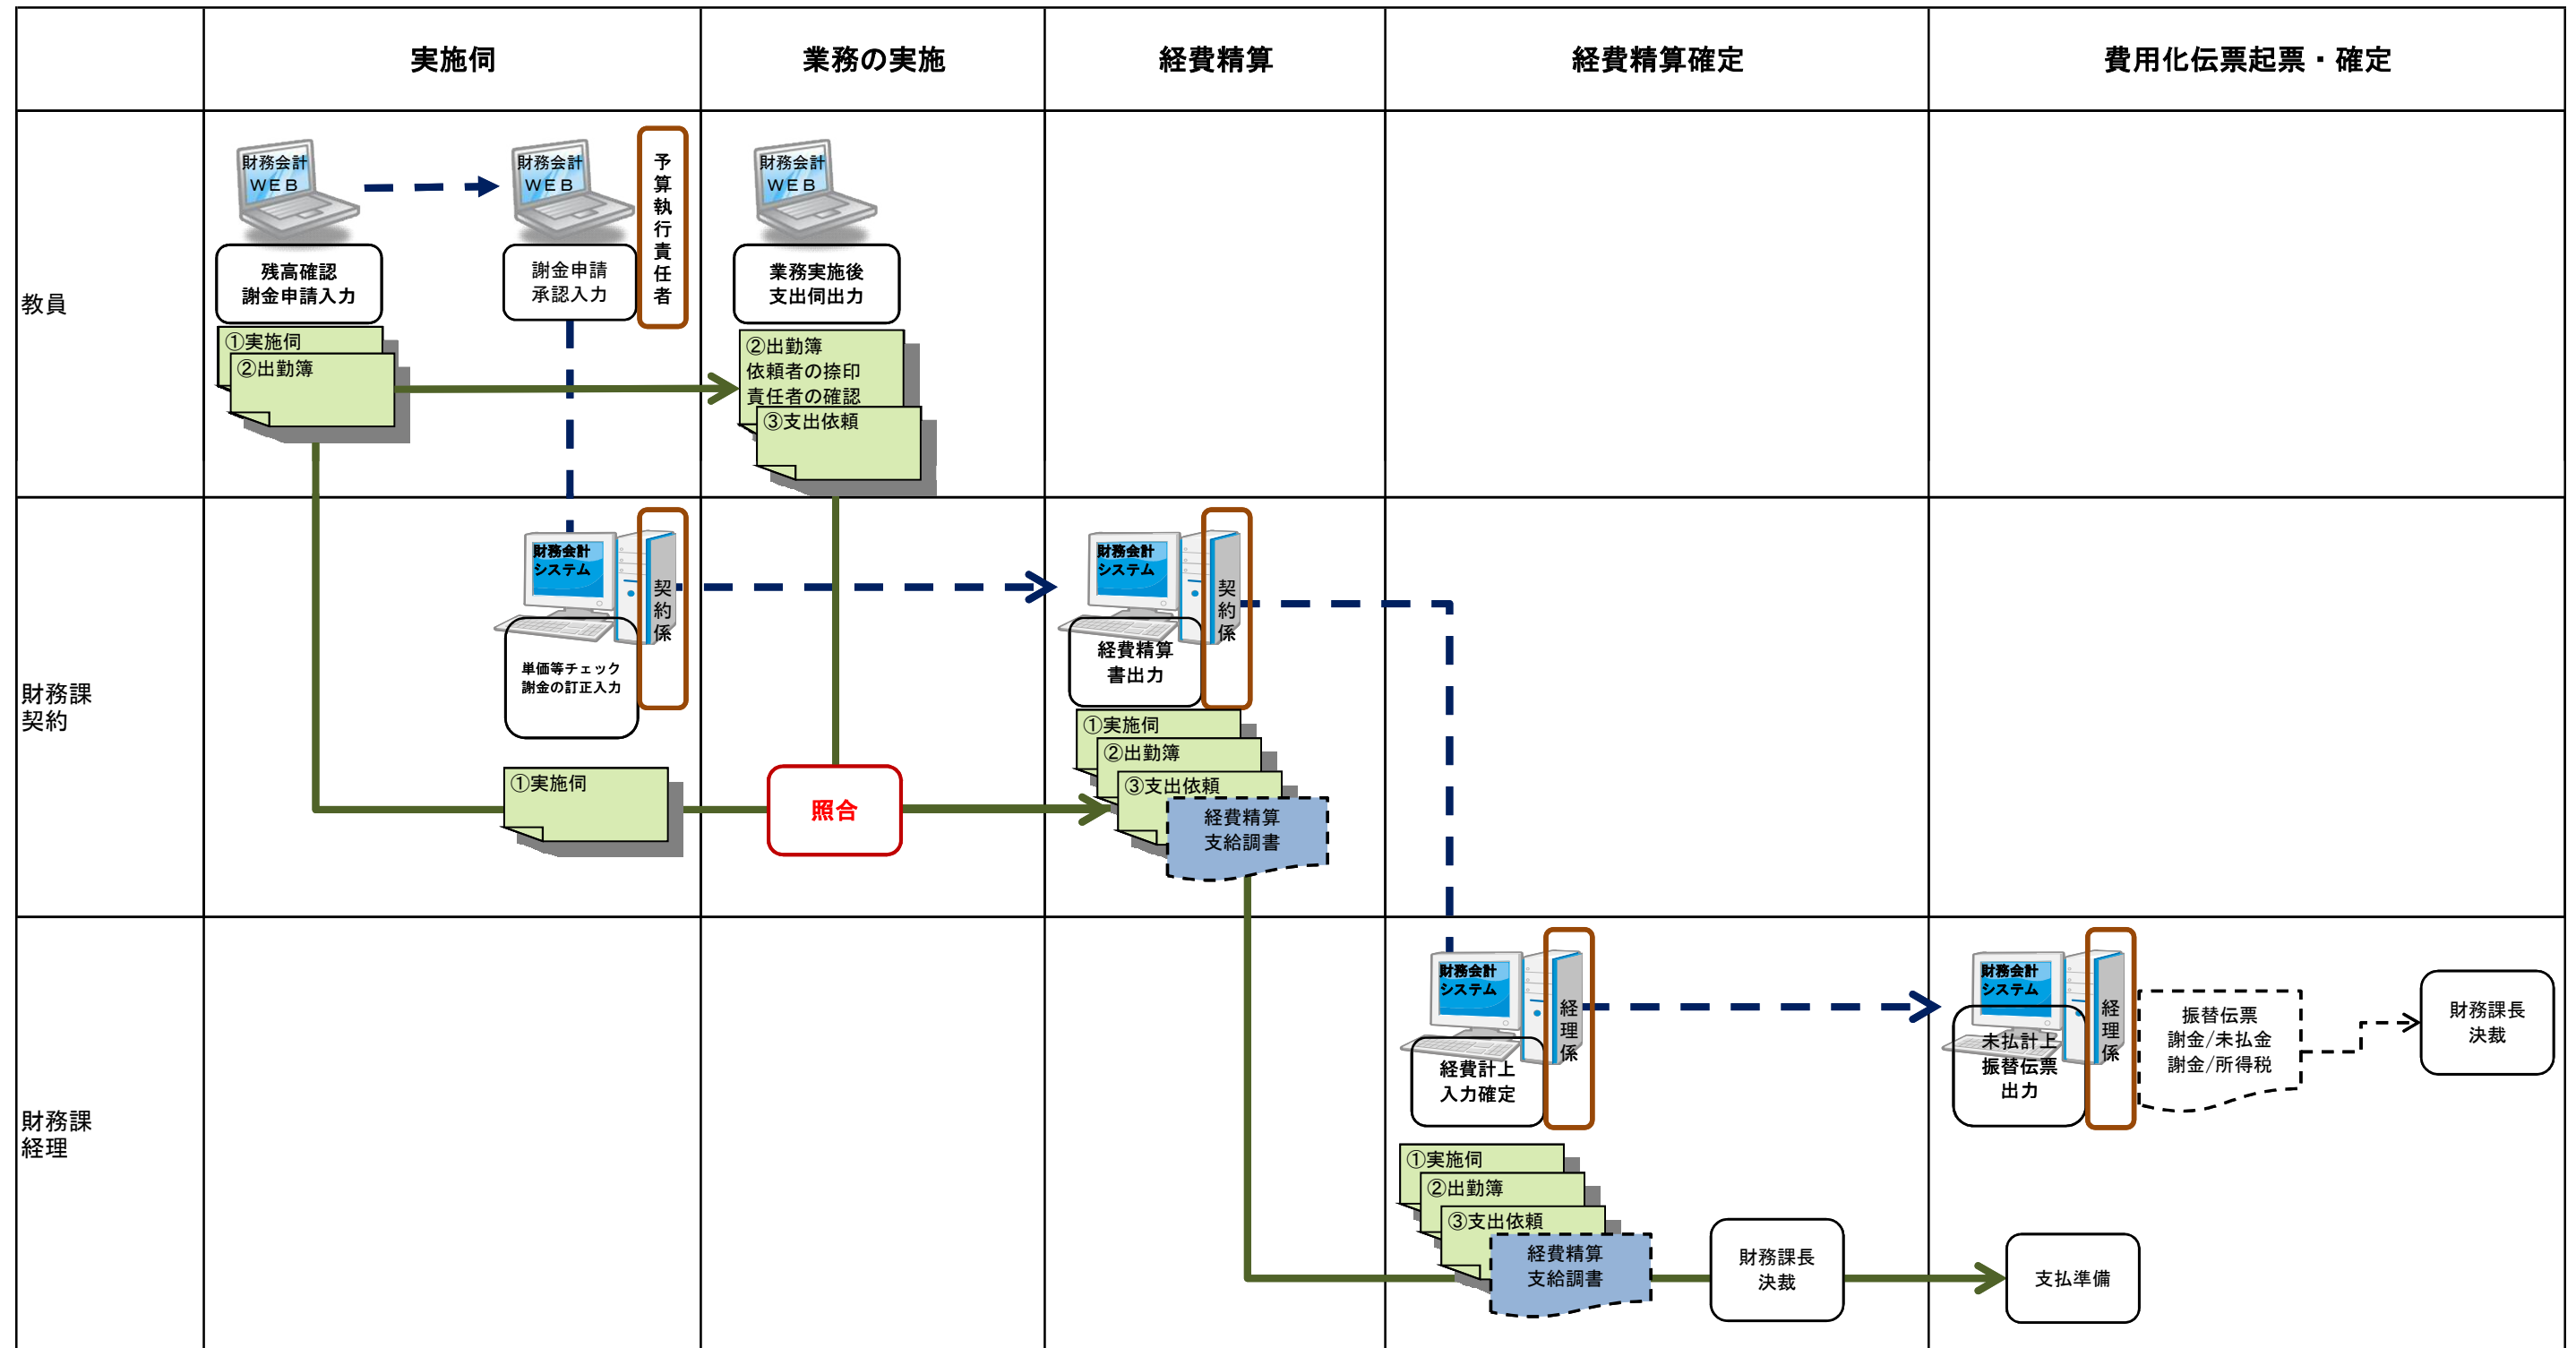 実施伺
業務の実施
経費精算
経費精算確定
費用化伝票起票・確定
教員
財務会計
ＷＥＢ
残高確認
謝金申請入力
①実施伺
②出勤簿
財務会計
ＷＥＢ
謝金申請
承認入力
予算執行責任者
財務会計
ＷＥＢ
業務実施後
支出伺出力
②出勤簿
依頼者の捺印
責任者の確認
③支出依頼
財務課
契約
財務会計
システム
契約係
単価等チェック
謝金の訂正入力
①実施伺
照合
財務会計
システム
契約係
経費精算
書出力
①実施伺
②出勤簿
③支出依頼
経費精算
支給調書
財務課
経理
財務会計
システム
経理係
経費計上
入力確定
①実施伺
②出勤簿
③支出依頼
経費精算
支給調書
財務課長
決裁
財務会計
システム
経理係
未払計上
振替伝票
出力
振替伝票
謝金/未払金
謝金/所得税
財務課長
決裁
支払準備